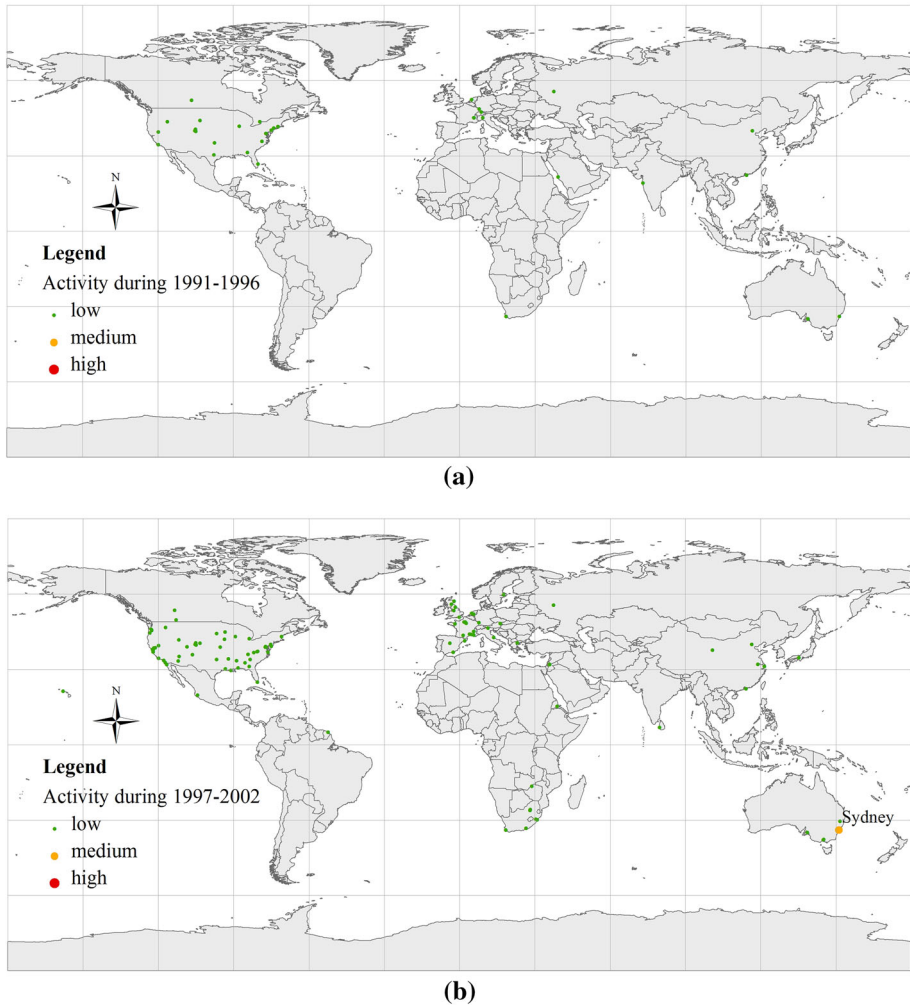 N
Legend
Activity during 1991-1996
low
medium
high
(a)
N
Legend
Activity during 1997-2002
low
medium
high
Sydney
(b)